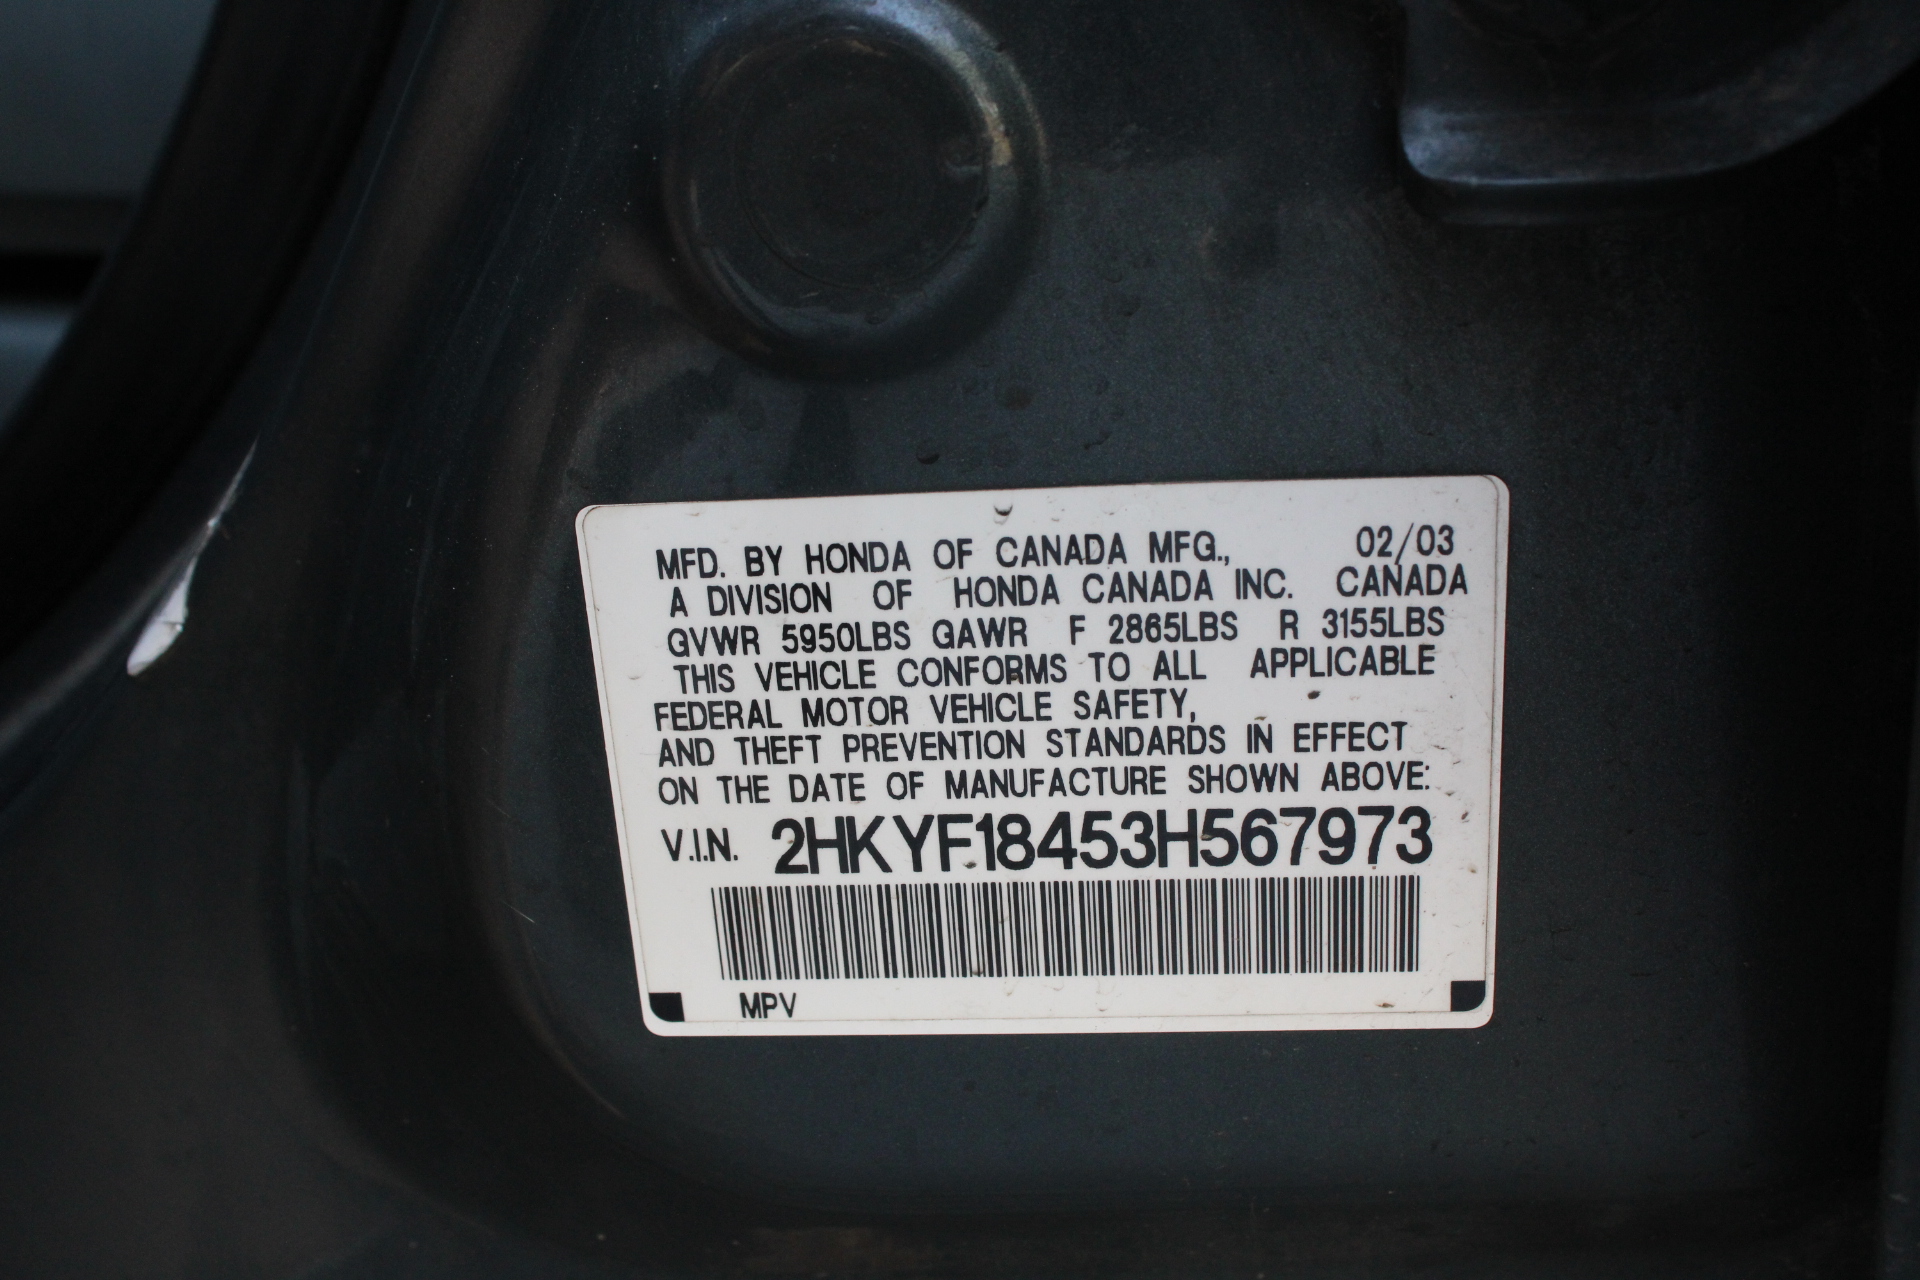 MFD. BY HONDA OF CANADA MFG., 02/03
A DIVISION OF HONDA CANADA INC. CANADA
GVWR 5950LBS GAWR F 2865LBS R 3155LBS
THIS VEHICLE CONFORMS TO ALL APPLICABLE
FEDERAL MOTOR VEHICLE SAFETY,
AND THEFT PREVENTION STANDARDS IN EFFECT
ON THE DATE OF MANUFACTURE SHOWN ABOVE:
V.I.N. 2HKYF18453H567973
MPV